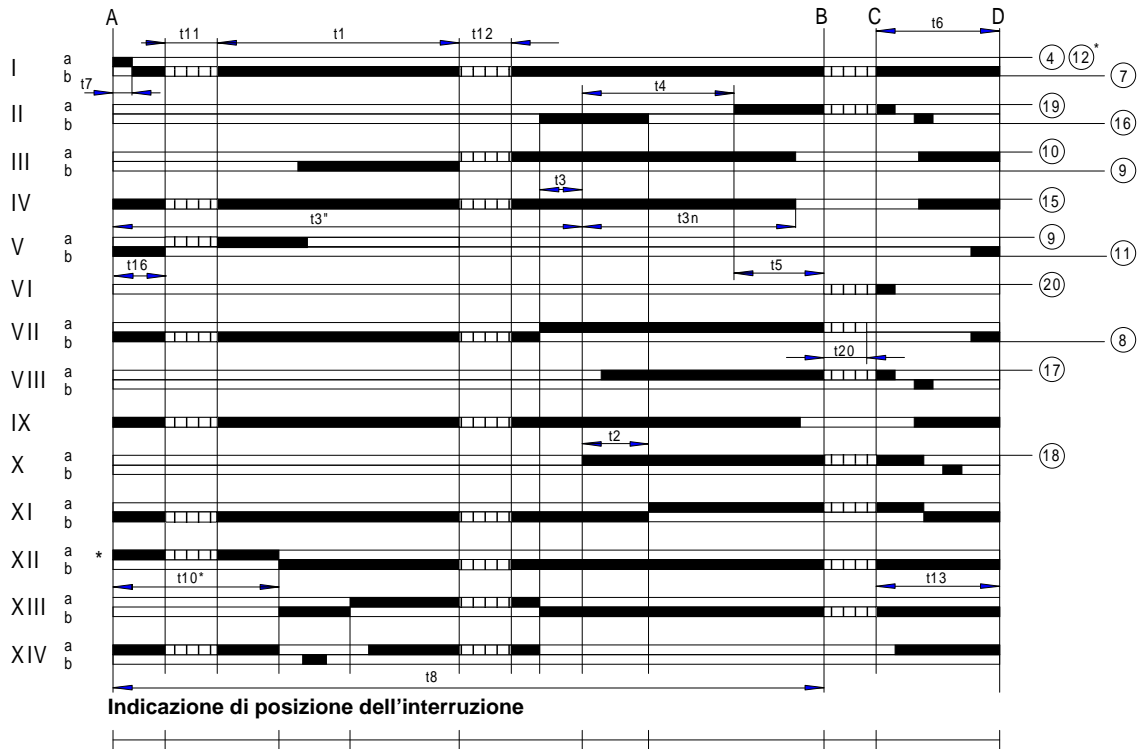 A B C D
t11 t1 t12 t6
I a b 4 12 * 7
t7 t4
II a b 19 16
III a b 10 9
t3
IV 15
t3" t3n
V a b 9 11
t16 t5
VI 20
VII a b 8
t20
VIII a b 17
IX
t2
X a b 18
XI a b
XII a b *
t10* t13
XIII a b
XIV a b
t8
Indicazione di posizione dell'interruzione